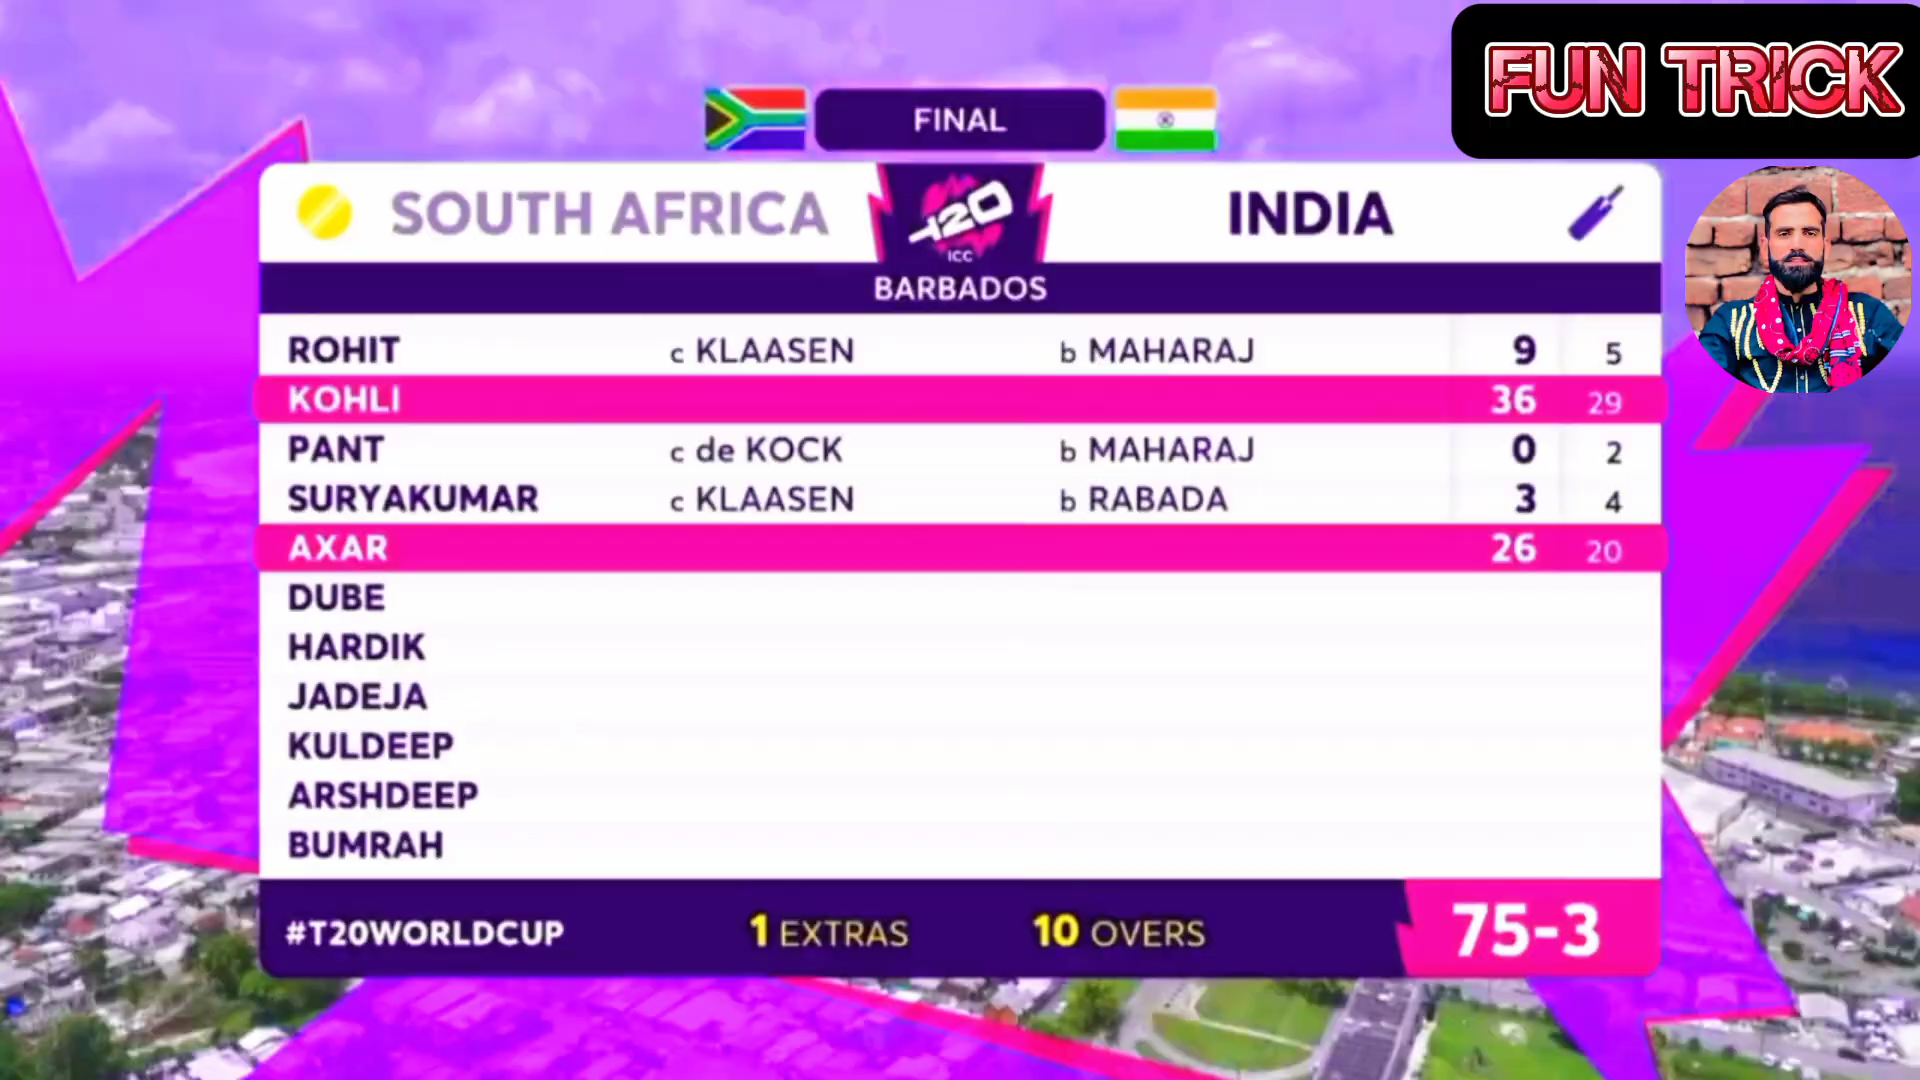 FUN TRICK
FINAL
SOUTH AFRICA
T20
ICC
INDIA
BARBADOS
ROHIT c KLAASEN b MAHARAJ 9 5
KOHLI 36 29
PANT c de KOCK b MAHARAJ 0 2
SURYAKUMAR c KLAASEN b RABADA 3 4
AXAR 26 20
DUBE
HARDIK
JADEJA
KULDEEP
ARSHDEEP
BUMRAH
#T20WORLDCUP 1 EXTRAS 10 OVERS 75-3